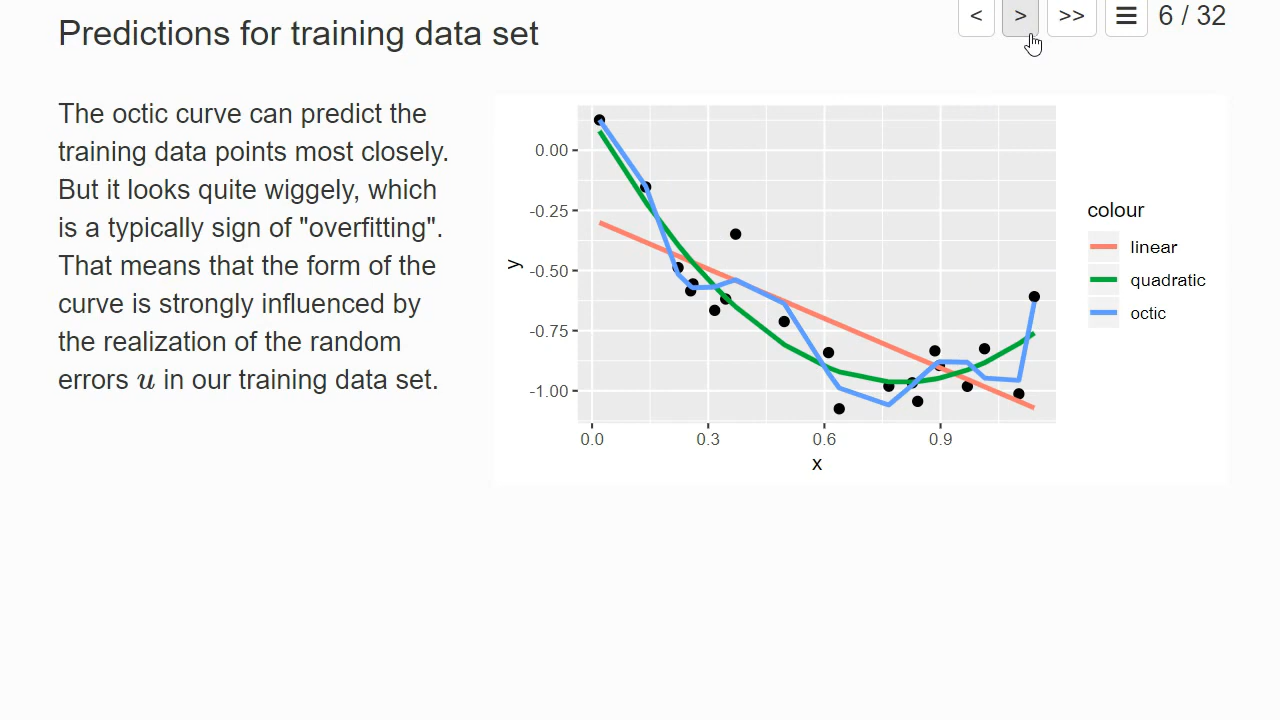 Predictions for training data set
< > >> ☰ 6 / 32
The octic curve can predict the
training data points most closely.
But it looks quite wiggely, which
is a typically sign of "overfitting".
That means that the form of the
curve is strongly influenced by
the realization of the random
errors u in our training data set.
0.00
-0.25
-0.50
-0.75
-1.00
y
0.0 0.3 0.6 0.9
x
colour
linear
quadratic
octic